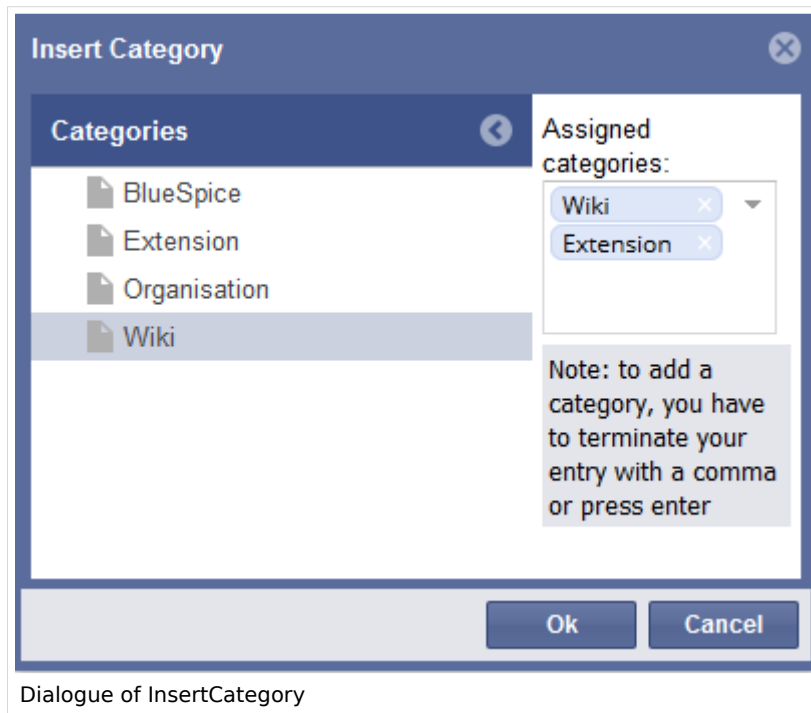 Insert Category
Categories
BlueSpice
Extension
Organisation
Wiki
Assigned
categories:
Wiki
Extension
Note: to add a
category, you have
to terminate your
entry with a comma
or press enter
Ok
Cancel
Dialogue of InsertCategory